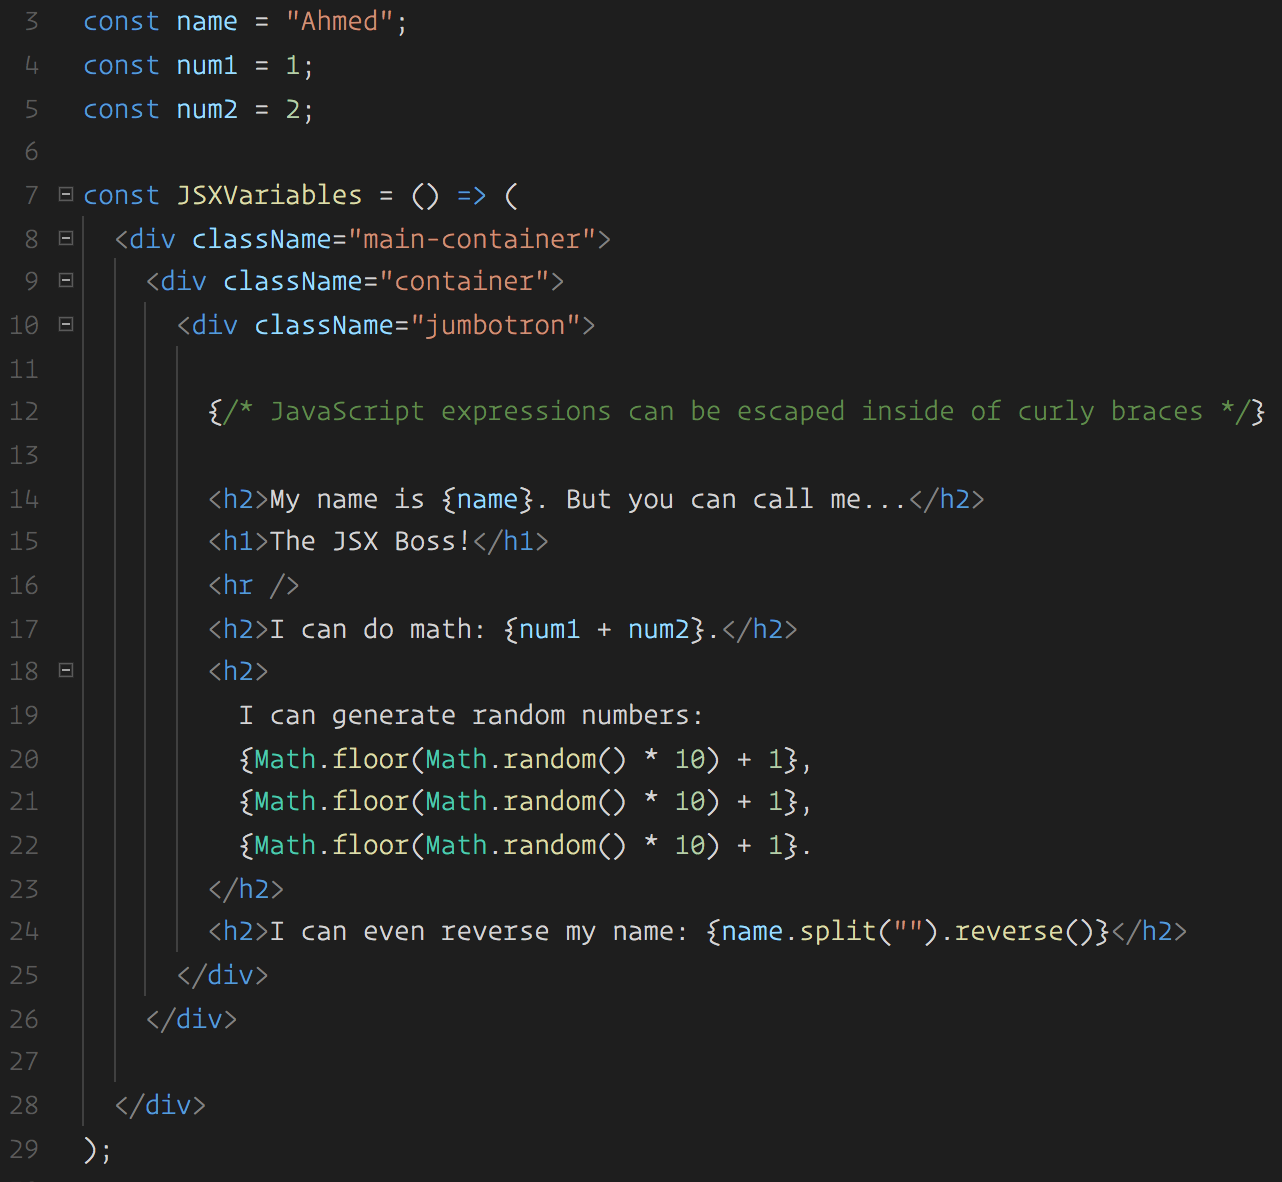 3 const name = "Ahmed";
4 const num1 = 1;
5 const num2 = 2;
6
7 const JSXVariables = () => (
8   <div className="main-container">
9     <div className="container">
10       <div className="jumbotron">
11
12         {/* JavaScript expressions can be escaped inside of curly braces */}
13
14         <h2>My name is {name}. But you can call me...</h2>
15         <h1>The JSX Boss!</h1>
16         <hr />
17         <h2>I can do math: {num1 + num2}.</h2>
18         <h2>
19           I can generate random numbers:
20           {Math.floor(Math.random() * 10) + 1},
21           {Math.floor(Math.random() * 10) + 1},
22           {Math.floor(Math.random() * 10) + 1}.
23         </h2>
24         <h2>I can even reverse my name: {name.split("").reverse()}</h2>
25       </div>
26     </div>
27
28   </div>
29 );